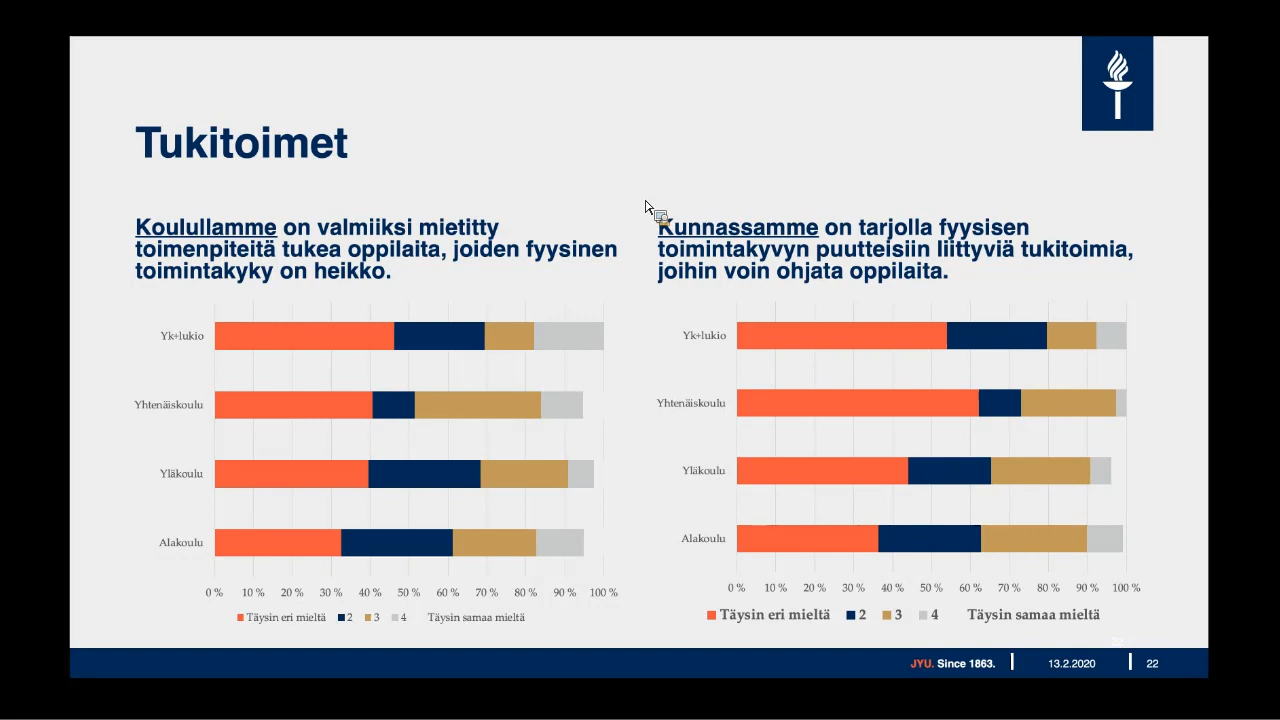 Tukitoimet
Koulullamme on valmiiksi mietitty
toimenpiteitä tukea oppilaita, joiden fyysinen
toimintakyky on heikko.
Yk+lukio
Yhtenäiskoulu
Yläkoulu
Alakoulu
0 % 10 % 20 % 30 % 40 % 50 % 60 % 70 % 80 % 90 % 100 %
Täysin eri mieltä 2 3 4 Täysin samaa mieltä
Kunnassamme on tarjolla fyysisen
toimintakyvyn puutteisiin liittyviä tukitoimia,
joihin voin ohjata oppilaita.
Yk+lukio
Yhtenäiskoulu
Yläkoulu
Alakoulu
0 % 10 % 20 % 30 % 40 % 50 % 60 % 70 % 80 % 90 % 100 %
Täysin eri mieltä 2 3 4 Täysin samaa mieltä
JYU. Since 1863. 13.2.2020 22